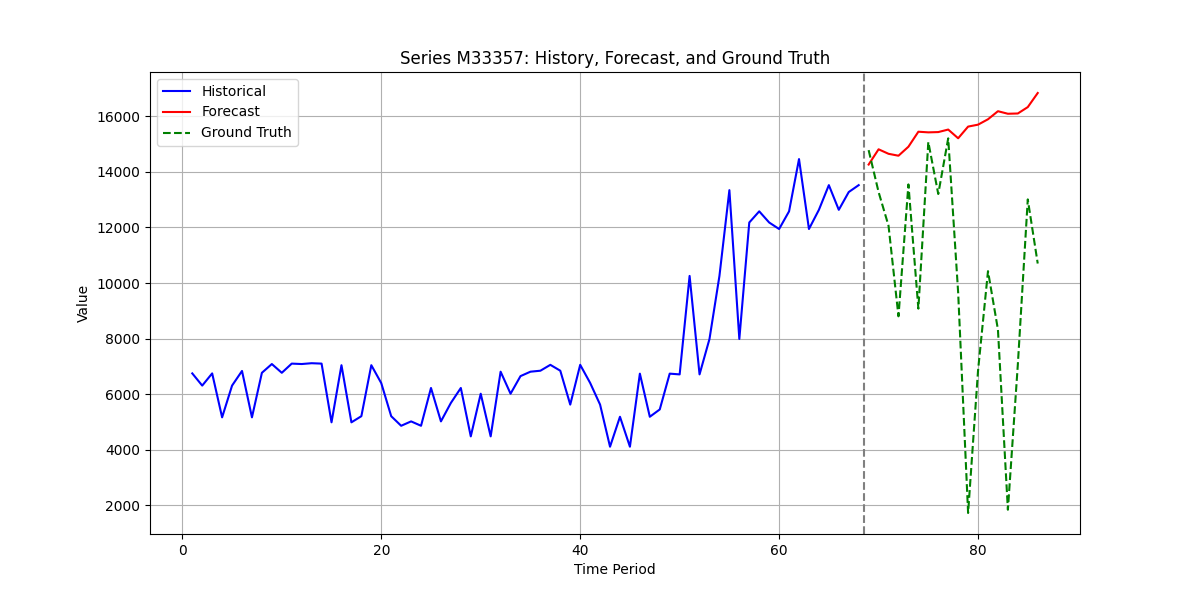 Series M33357: History, Forecast, and Ground Truth
Historical
Forecast
Ground Truth
16000
14000
12000
10000
8000
6000
4000
2000
Value
0 20 40 60 80
Time Period